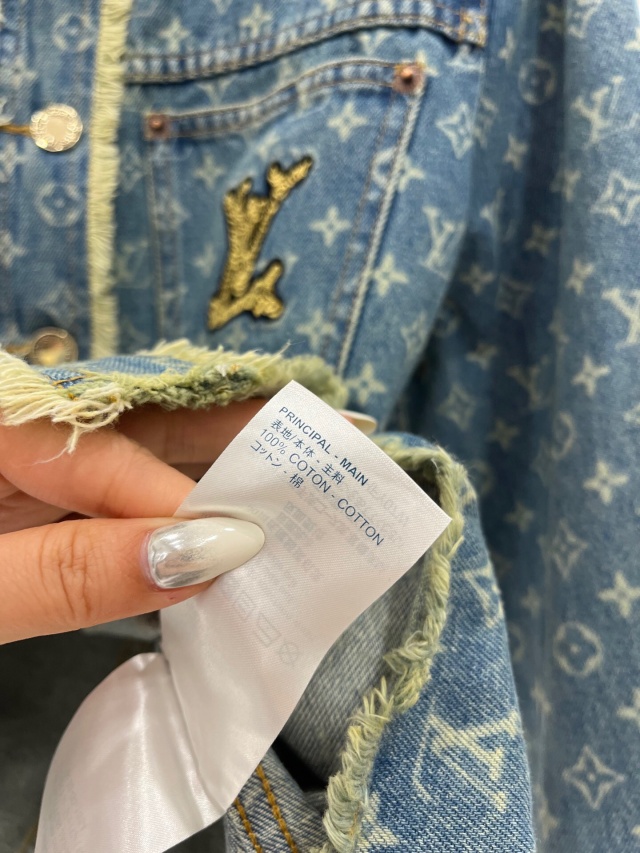 PRINCIPAL - MAIN
表地/本体 - 主料
100% COTON - COTTON
コットン - 棉